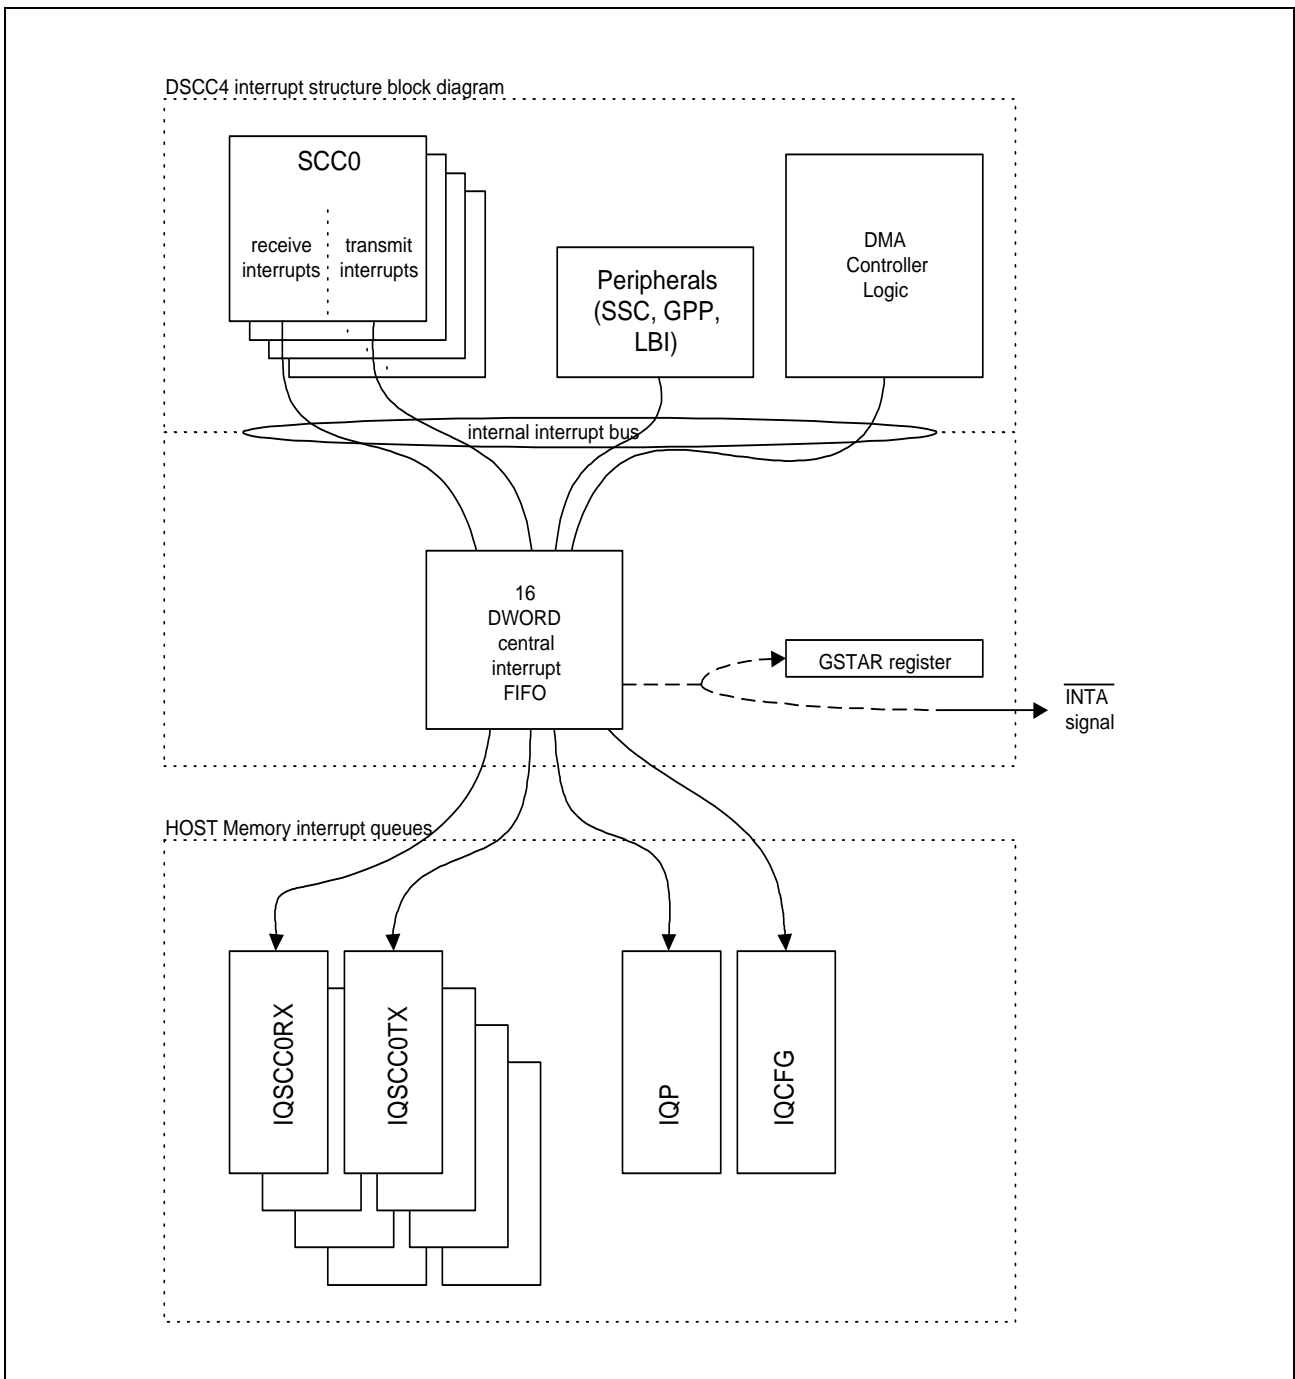 DSCC4 interrupt structure block diagram
SCC0
receive
interrupts
transmit
interrupts
Peripherals
(SSC, GPP,
LBI)
DMA
Controller
Logic
internal interrupt bus
16
DWORD
central
interrupt
FIFO
GSTAR register
INTA
signal
HOST Memory interrupt queues
IQSCC0RX
IQSCC0TX
IQP
IQCFG